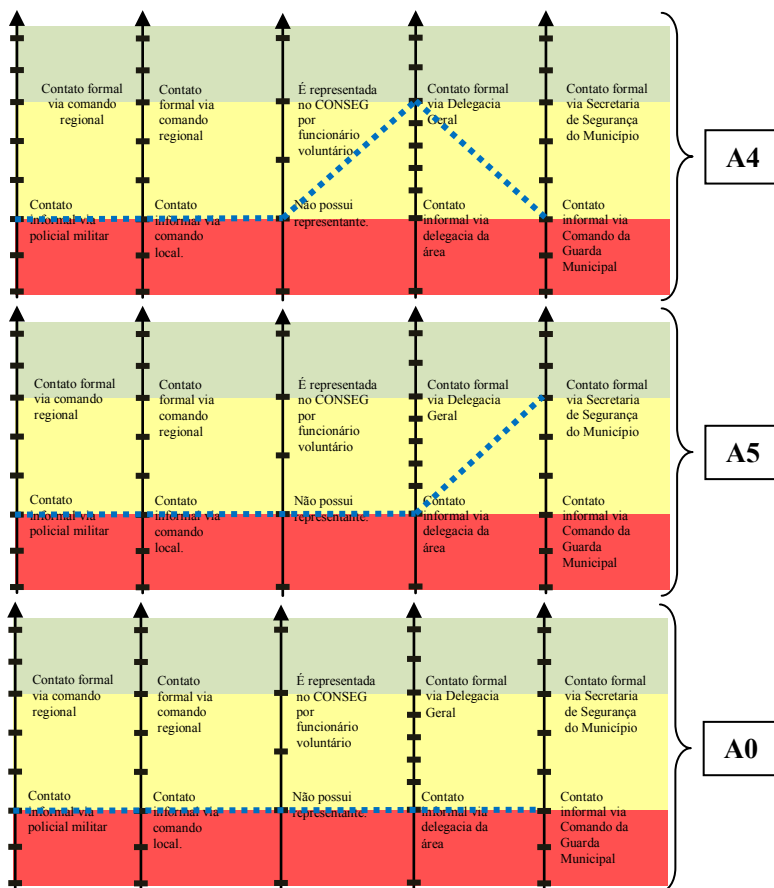 Contato formal
via comando
regional
Contato
formal via
comando
regional
É representada
no CONSEG
por
funcionário
voluntário
Contato formal
via Delegacia
Geral
Contato formal
via Secretaria
de Segurança
do Município
A4
Contato
informal via
policial militar
Contato
informal via
comando
local.
Não possui
representante.
Contato
informal via
delegacia da
área
Contato
informal via
Comando da
Guarda
Municipal
Contato formal
via comando
regional
Contato
formal via
comando
regional
É representada
no CONSEG
por
funcionário
voluntário
Contato formal
via Delegacia
Geral
Contato formal
via Secretaria
de Segurança
do Município
A5
Contato
informal via
policial militar
Contato
informal via
comando
local.
Não possui
representante.
Contato
informal via
delegacia da
área
Contato
informal via
Comando da
Guarda
Municipal
Contato formal
via comando
regional
Contato
formal via
comando
regional
É representada
no CONSEG
por
funcionário
voluntário
Contato formal
via Delegacia
Geral
Contato formal
via Secretaria
de Segurança
do Município
A0
Contato
informal via
policial militar
Contato
informal via
comando
local.
Não possui
representante.
Contato
informal via
delegacia da
área
Contato
informal via
Comando da
Guarda
Municipal